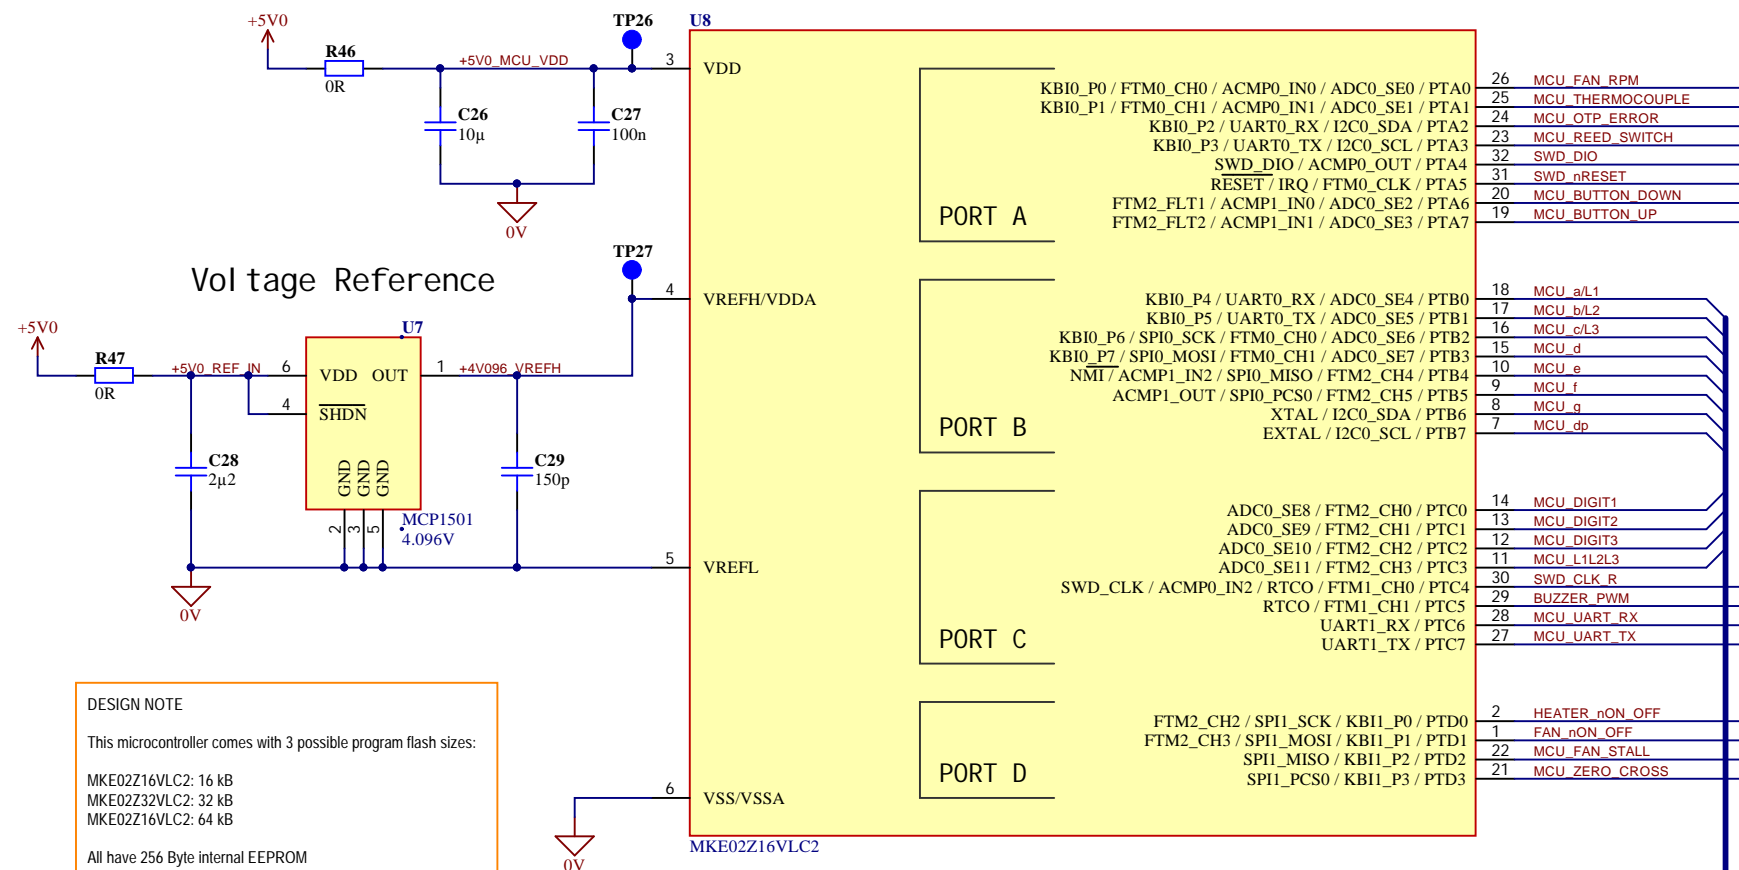 +5V0
R46
0R
+5V0_MCU_VDD
TP26
C26
10µ
C27
100n
0V
U8
3
VDD
Voltage Reference
TP27
4
VREFH/VDDA
+5V0
R47
0R
+5V0_REF_IN
U7
6
VDD
OUT
1
+4V096_VREFH
4
SHDN
C28
2µ2
GND
GND
GND
2
3
5
MCP1501
4.096V
C29
150p
0V
5
VREFL
6
VSS/VSSA
0V
MKE02Z16VLC2
PORT A
KBI0_P0 / FTM0_CH0 / ACMP0_IN0 / ADC0_SE0 / PTA0 26 MCU_FAN_RPM
KBI0_P1 / FTM0_CH1 / ACMP0_IN1 / ADC0_SE1 / PTA1 25 MCU_THERMOCOUPLE
KBI0_P2 / UART0_RX / I2C0_SDA / PTA2 24 MCU_OTP_ERROR
KBI0_P3 / UART0_TX / I2C0_SCL / PTA3 23 MCU_REED_SWITCH
SWD_DIO / ACMP0_OUT / PTA4 32 SWD_DIO
RESET / IRQ / FTM0_CLK / PTA5 31 SWD_nRESET
FTM2_FLT1 / ACMP1_IN0 / ADC0_SE2 / PTA6 20 MCU_BUTTON_DOWN
FTM2_FLT2 / ACMP1_IN1 / ADC0_SE3 / PTA7 19 MCU_BUTTON_UP
PORT B
KBI0_P4 / UART0_RX / ADC0_SE4 / PTB0 18 MCU_a/L1
KBI0_P5 / UART0_TX / ADC0_SE5 / PTB1 17 MCU_b/L2
KBI0_P6 / SPI0_SCK / FTM0_CH0 / ADC0_SE6 / PTB2 16 MCU_c/L3
KBI0_P7 / SPI0_MOSI / FTM0_CH1 / ADC0_SE7 / PTB3 15 MCU_d
NMI / ACMP1_IN2 / SPI0_MISO / FTM2_CH4 / PTB4 10 MCU_e
ACMP1_OUT / SPI0_PCS0 / FTM2_CH5 / PTB5 9 MCU_f
XTAL / I2C0_SDA / PTB6 8 MCU_g
EXTAL / I2C0_SCL / PTB7 7 MCU_dp
PORT C
ADC0_SE8 / FTM2_CH0 / PTC0 14 MCU_DIGIT1
ADC0_SE9 / FTM2_CH1 / PTC1 13 MCU_DIGIT2
ADC0_SE10 / FTM2_CH2 / PTC2 12 MCU_DIGIT3
ADC0_SE11 / FTM2_CH3 / PTC3 11 MCU_L1L2L3
SWD_CLK / ACMP0_IN2 / RTCO / FTM1_CH0 / PTC4 30 SWD_CLK_R
RTCO / FTM1_CH1 / PTC5 29 BUZZER_PWM
UART1_RX / PTC6 28 MCU_UART_RX
UART1_TX / PTC7 27 MCU_UART_TX
PORT D
FTM2_CH2 / SPI1_SCK / KBI1_P0 / PTD0 2 HEATER_nON_OFF
FTM2_CH3 / SPI1_MOSI / KBI1_P1 / PTD1 1 FAN_nON_OFF
SPI1_MISO / KBI1_P2 / PTD2 22 MCU_FAN_STALL
SPI1_PCS0 / KBI1_P3 / PTD3 21 MCU_ZERO_CROSS
DESIGN NOTE
This microcontroller comes with 3 possible program flash sizes:
MKE02Z16VLC2: 16 kB
MKE02Z32VLC2: 32 kB
MKE02Z16VLC2: 64 kB
All have 256 Byte internal EEPROM